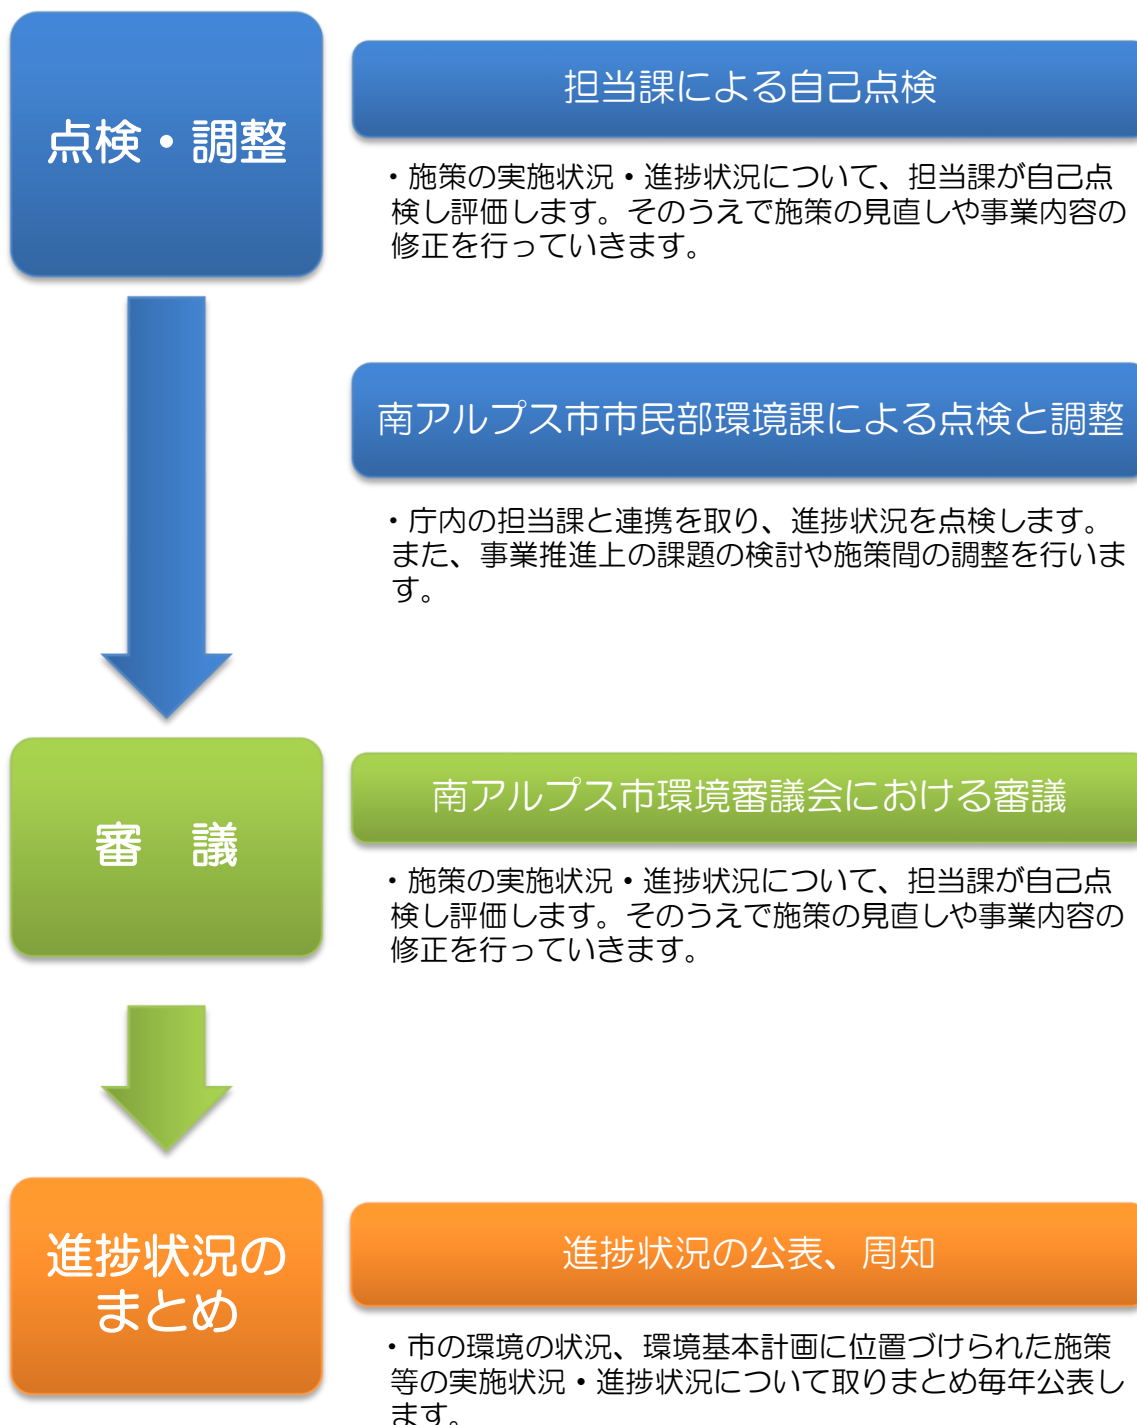 点検・調整
担当課による自己点検
・施策の実施状況・進捗状況について、担当課が自己点
検し評価します。そのうえで施策の見直しや事業内容の
修正を行っていきます。
南アルプス市市民部環境課による点検と調整
・庁内の担当課と連携を取り、進捗状況を点検します。
また、事業推進上の課題の検討や施策間の調整を行いま
す。
審　議
南アルプス市環境審議会における審議
・施策の実施状況・進捗状況について、担当課が自己点
検し評価します。そのうえで施策の見直しや事業内容の
修正を行っていきます。
進捗状況の
まとめ
進捗状況の公表、周知
・市の環境の状況、環境基本計画に位置づけられた施策
等の実施状況・進捗状況について取りまとめ毎年公表し
ます。